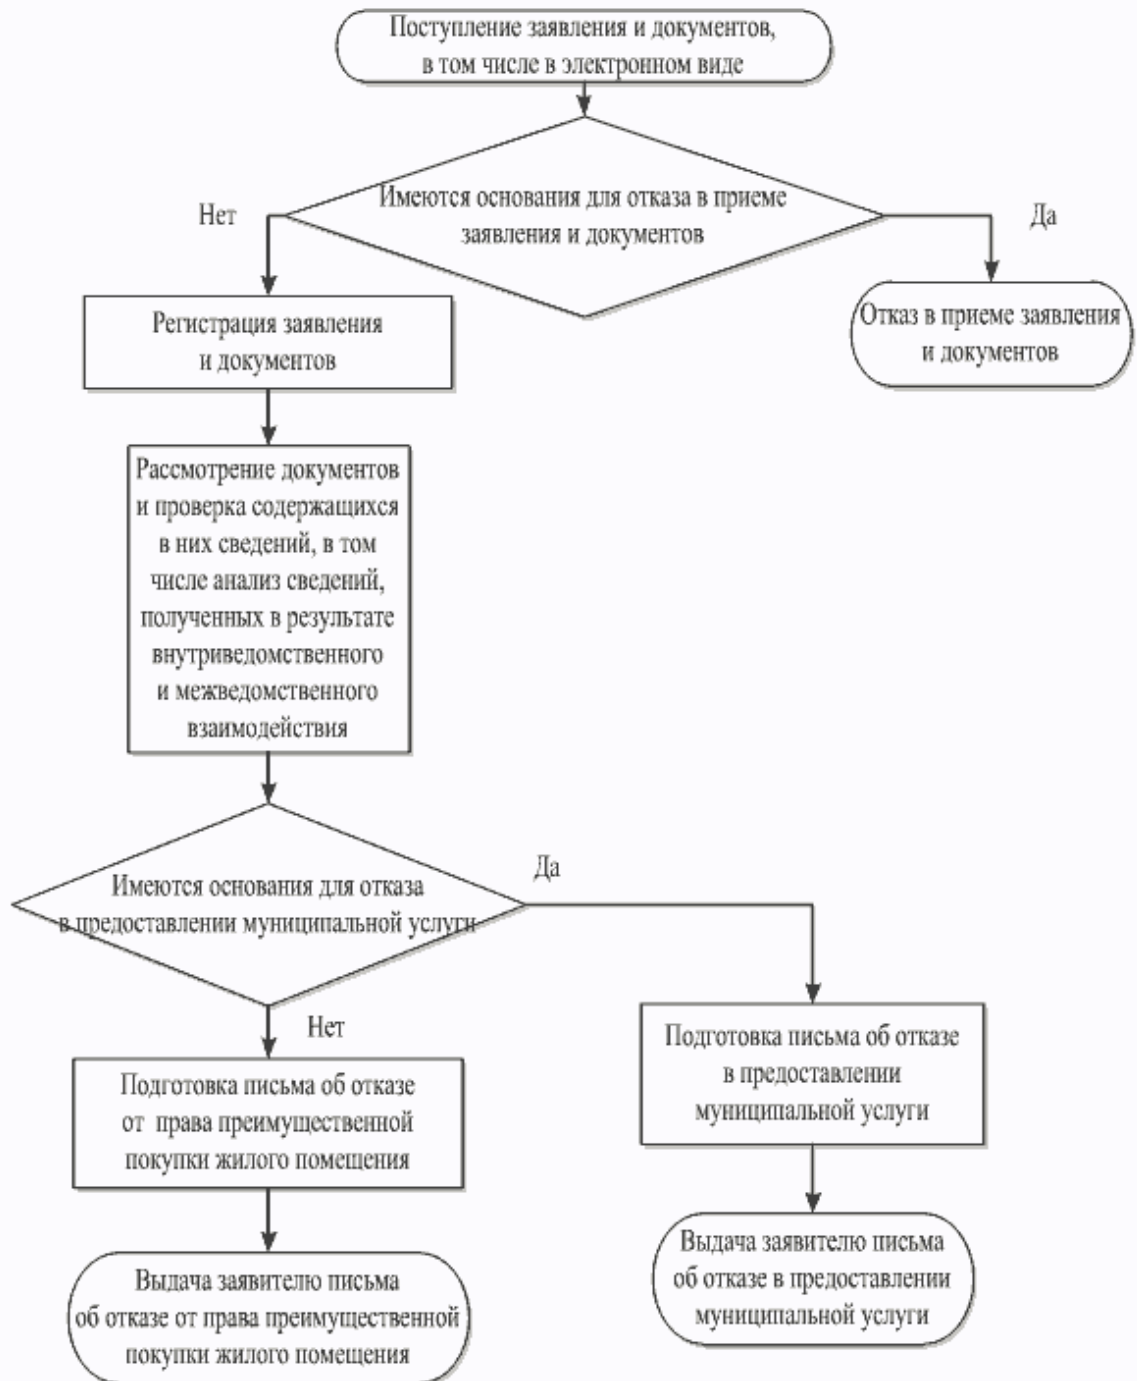 Поступление заявления и документов,
в том числе в электронном виде
Имеются основания для отказа в приеме
заявления и документов
Нет
Да
Регистрация заявления
и документов
Отказ в приеме заявления
и документов
Рассмотрение документов
и проверка содержащихся
в них сведений, в том
числе анализ сведений,
полученных в результате
внутриведомственного
и межведомственного
взаимодействия
Имеются основания для отказа
в предоставлении муниципальной услуги
Да
Нет
Подготовка письма об отказе
от права преимущественной
покупки жилого помещения
Подготовка письма об отказе
в предоставлении
муниципальной услуги
Выдача заявителю письма
об отказе от права преимущественной
покупки жилого помещения
Выдача заявителю письма
об отказе в предоставлении
муниципальной услуги